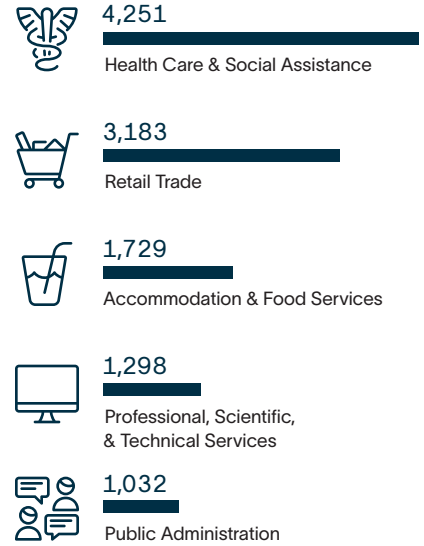 4,251
Health Care & Social Assistance
3,183
Retail Trade
1,729
Accommodation & Food Services
1,298
Professional, Scientific,
& Technical Services
1,032
Public Administration